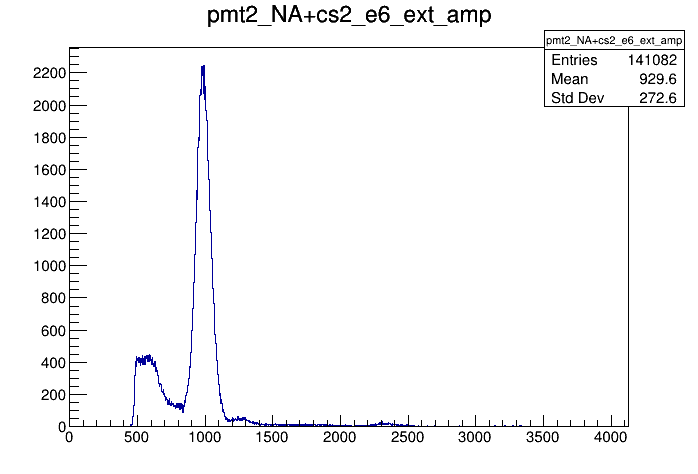 pmt2_NA+cs2_e6_ext_amp
pmt2_NA+cs2_e6_ext_amp
Entries 141082
Mean 929.6
Std Dev 272.6
2200
2000
1800
1600
1400
1200
1000
800
600
400
200
0
0 500 1000 1500 2000 2500 3000 3500 4000